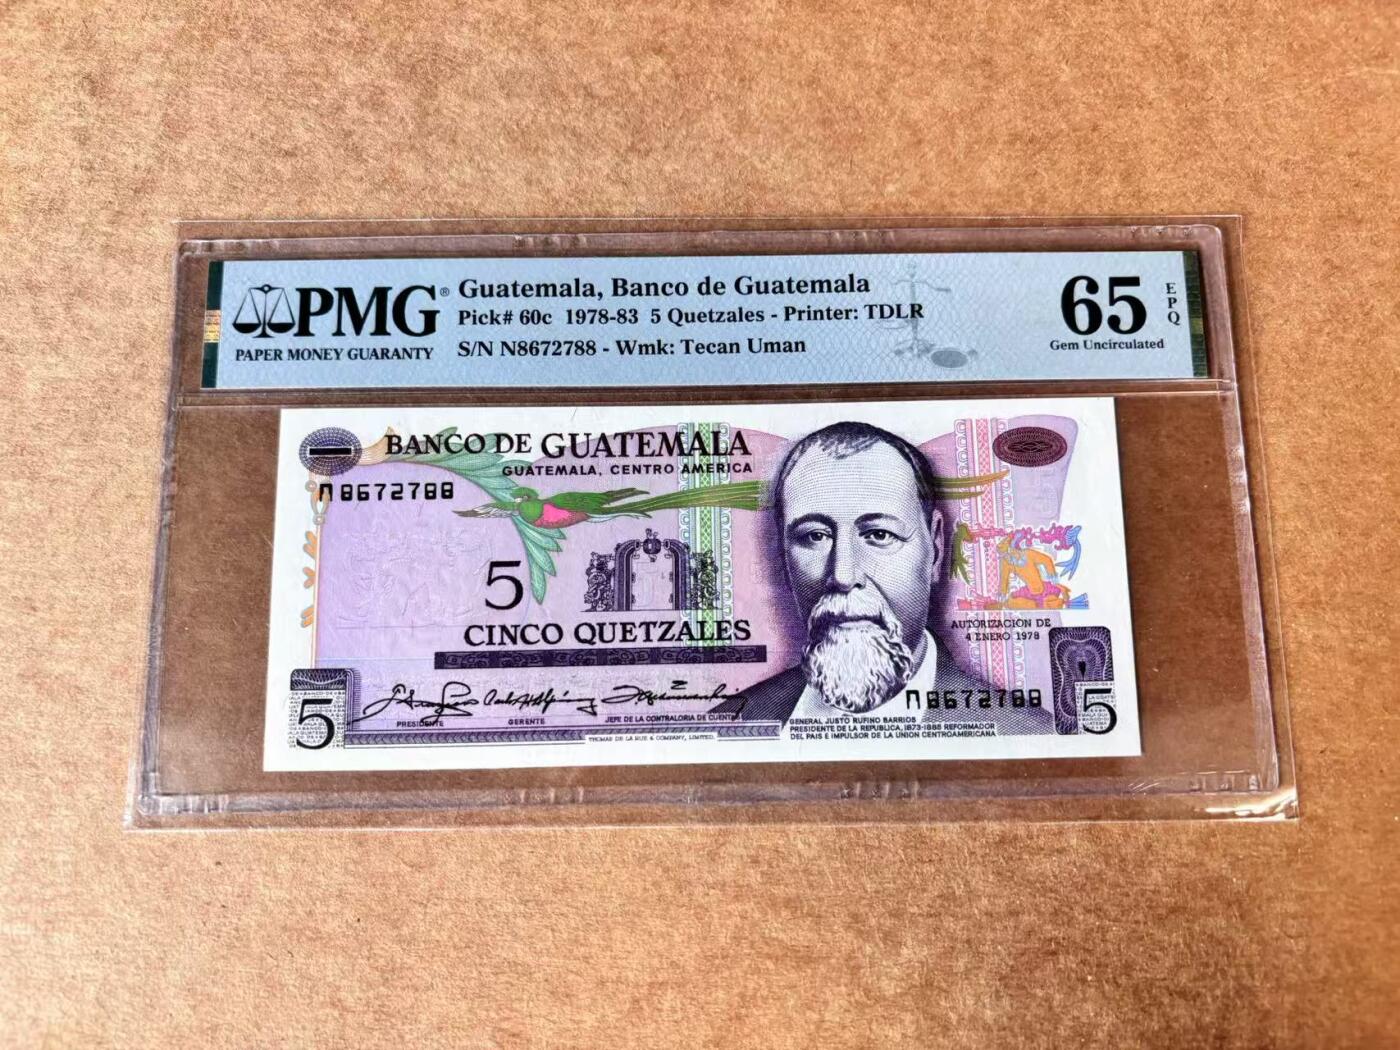 PMG®
PAPER MONEY GUARANTY
Guatemala, Banco de Guatemala
Pick# 60c 1978-83 5 Quetzales - Printer: TDLR
S/N N8672788 - Wmk: Tecan Uman
65
EPQ
Gem Uncirculated
BANCO DE GUATEMALA
GUATEMALA, CENTRO AMERICA
N8672788
5
CINCO QUETZALES
AUTORIZACION DE
4 ENERO 1978
N8672788
5
PRESIDENTE
GERENTE
JEFE DE LA CONTRALORIA DE CUENTAS
THOMAS DE LA RUE & COMPANY, LIMITED.
GENERAL JUSTO RUFINO BARRIOS
PRESIDENTE DE LA REPUBLICA, 1873-1885 REFORMADOR
DEL PAIS E IMPULSOR DE LA UNION CENTROAMERICANA
5